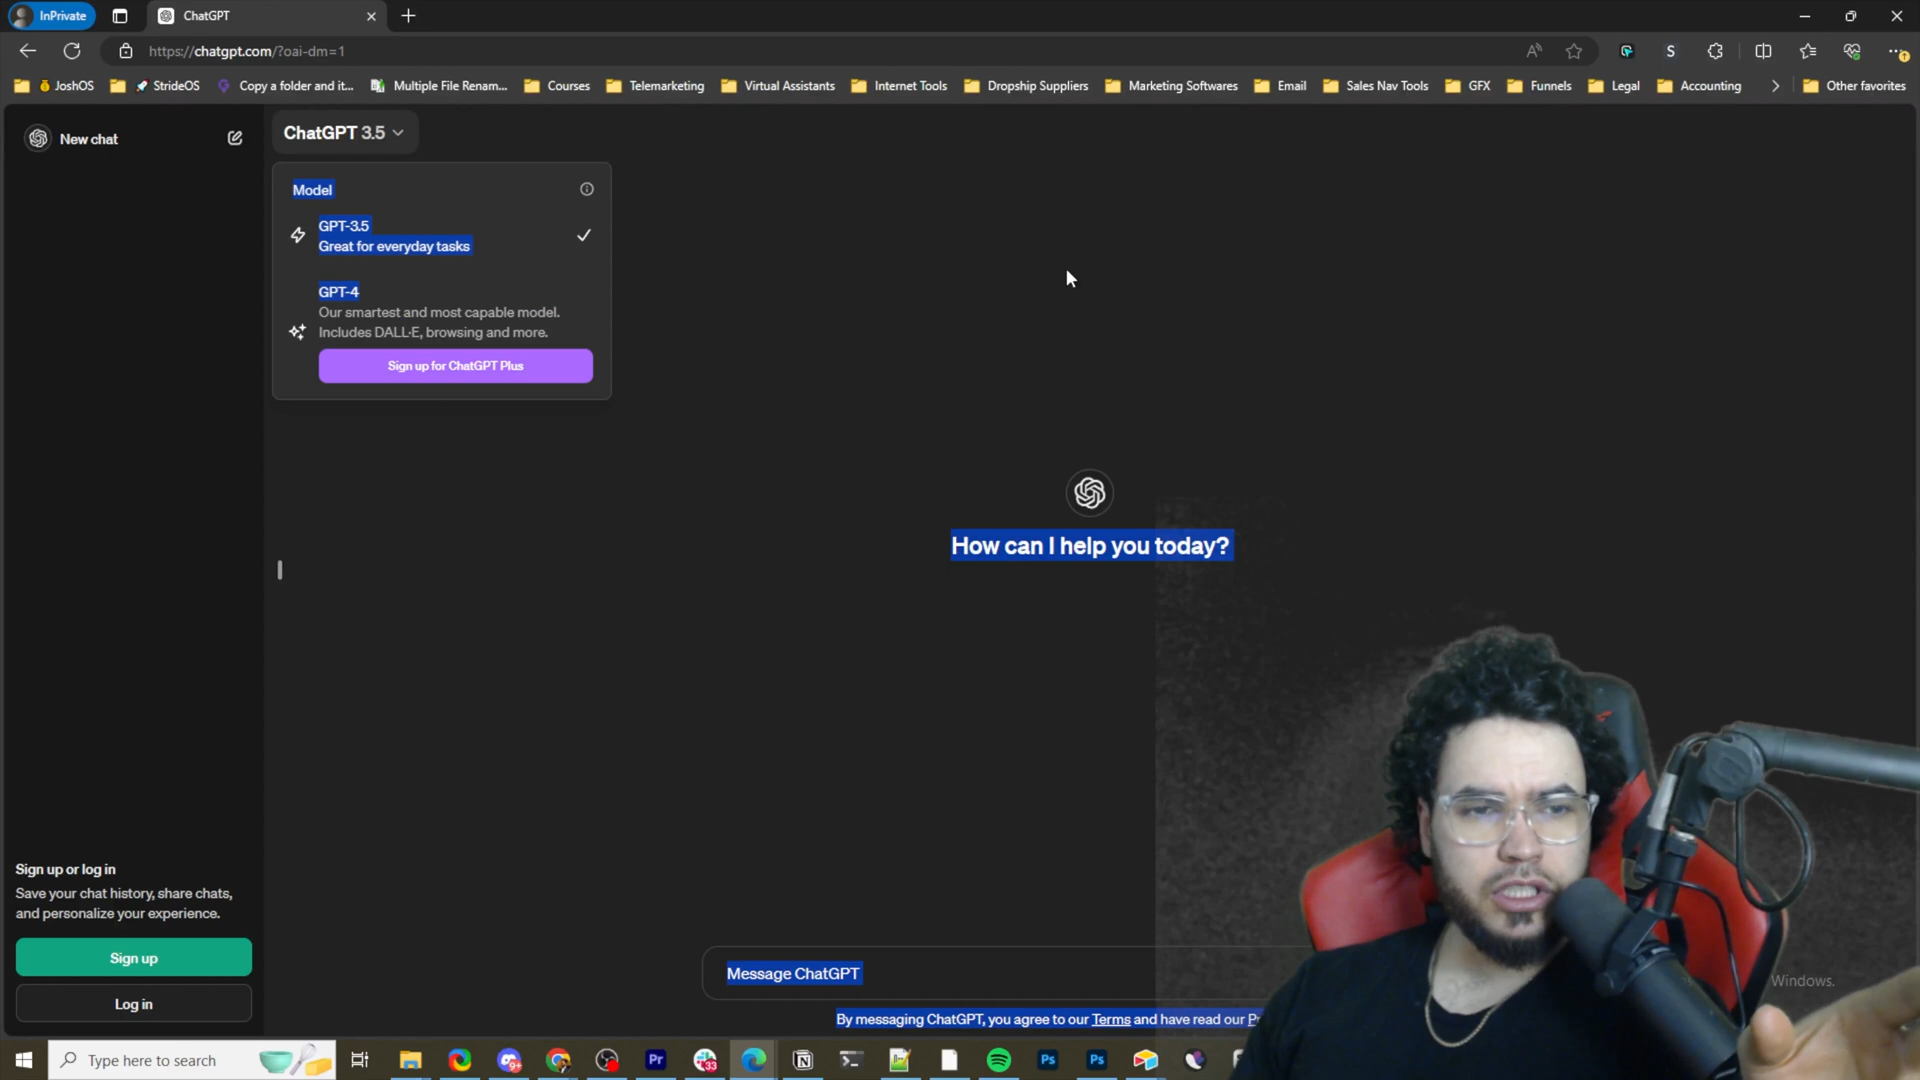 InPrivate
ChatGPT
https://chatgpt.com/?oai-dm=1
S
JoshOS
StrideOS
Copy a folder and it...
Multiple File Renam...
Courses
Telemarketing
Virtual Assistants
Internet Tools
Dropship Suppliers
Marketing Softwares
Email
Sales Nav Tools
GFX
Funnels
Legal
Accounting
Other favorites
New chat
ChatGPT 3.5
Model
GPT-3.5
Great for everyday tasks
GPT-4
Our smartest and most capable model.
Includes DALL·E, browsing and more.
Sign up for ChatGPT Plus
How can I help you today?
Sign up or log in
Save your chat history, share chats,
and personalize your experience.
Sign up
Log in
Message ChatGPT
Windows.
By messaging ChatGPT, you agree to our Terms and have read our
Type here to search
9+
Pr
33
Ps
Ps